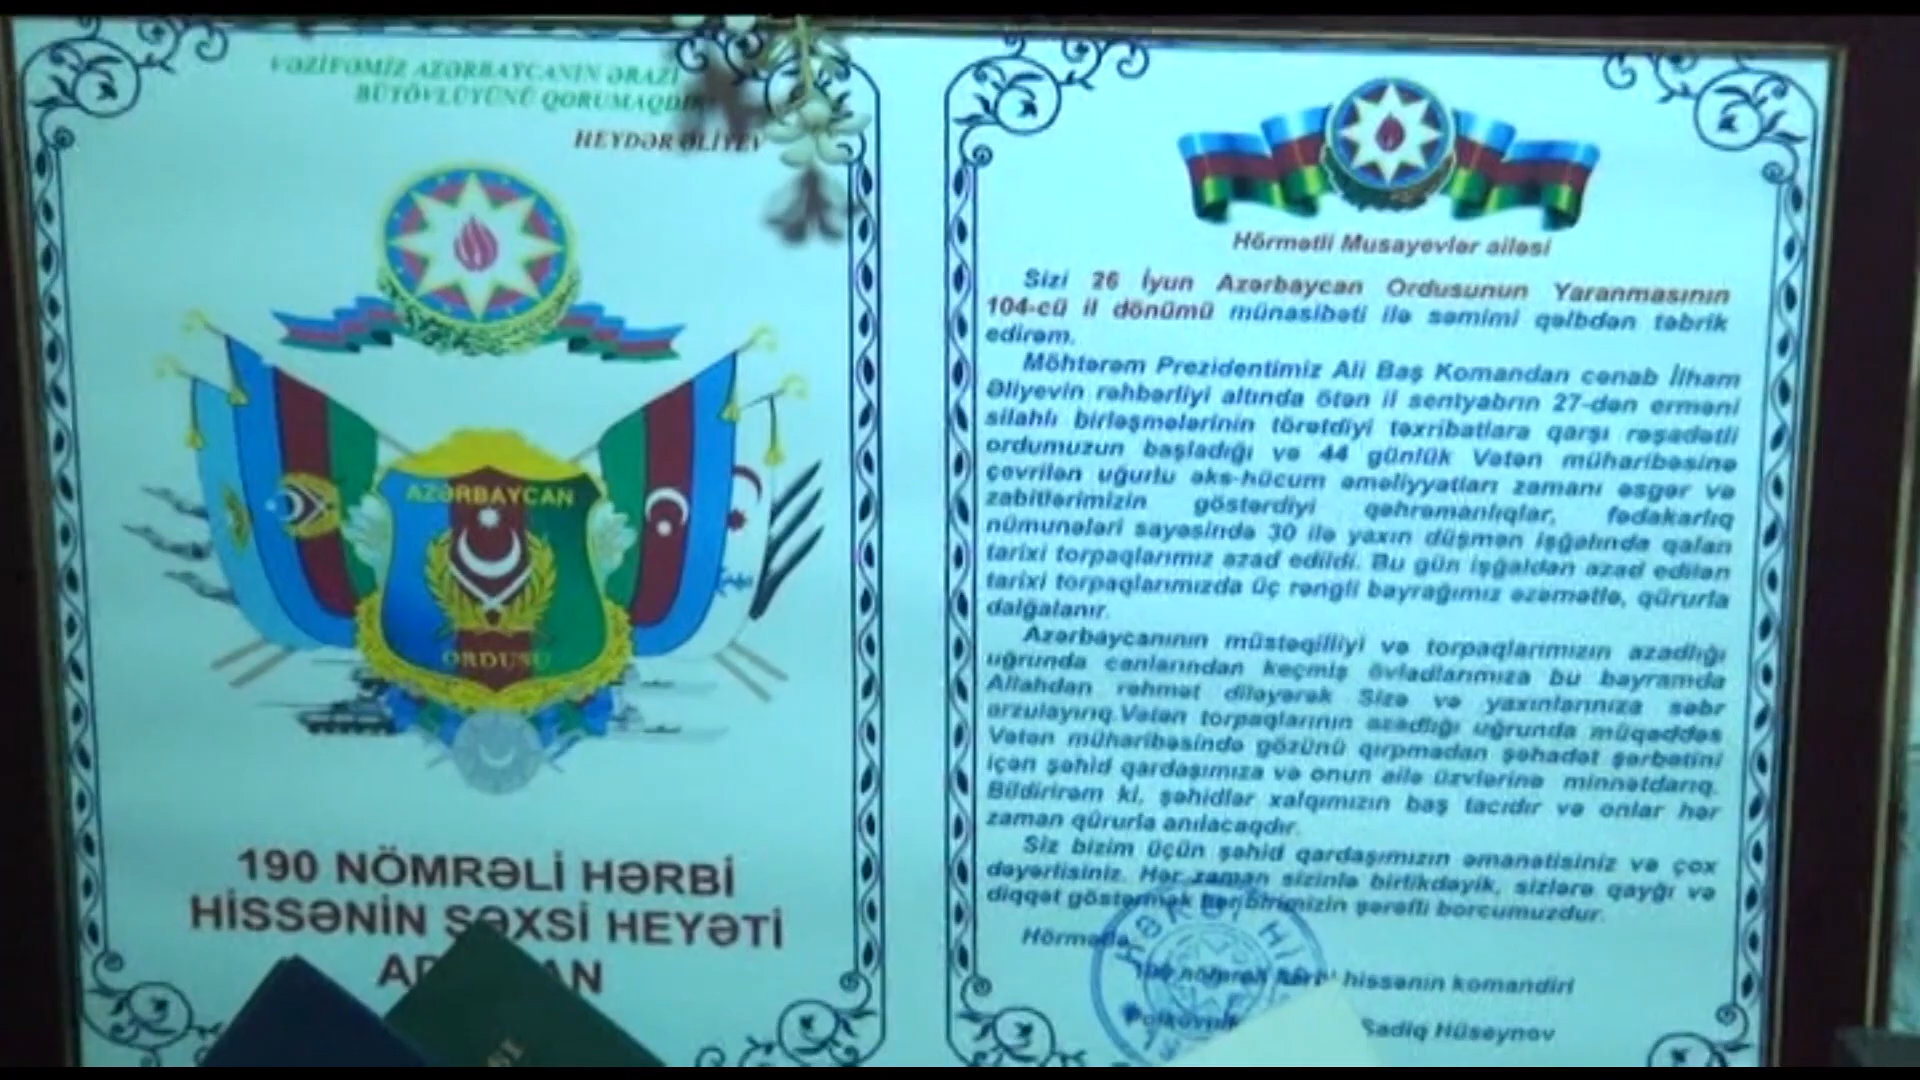 VƏZİFƏMİZ AZƏRBAYCANIN ƏRAZİ
BÜTÖVLÜYÜNÜ QORUMAQDIR
HEYDƏR ƏLİYEV
AZƏRBAYCAN
ORDUSU
190 NÖMRƏLİ HƏRBİ
HİSSƏNİN ŞƏXSİ HEYƏTİ
Hörmətli Musayevlər ailəsi
Sizi 26 İyun Azərbaycan Ordusunun Yaranmasının
104-cü il dönümü münasibəti ilə səmimi qəlbdən təbrik
edirəm.
Möhtərəm Prezidentimiz Ali Baş Komandan cənab İlham
Əliyevin rəhbərliyi altında ötən il sentyabrın 27-dən erməni
silahlı birləşmələrinin törətdiyi təxribatlara qarşı rəşadətli
ordumuzun başladığı və 44 günlük Vətən müharibəsinə
çevrilən uğurlu əks-hücum əməliyyatları zamanı əsgər və
zabitlərimizin göstərdiyi qəhrəmanlıqlar, fədakarlıq
nümunələri sayəsində 30 ilə yaxın düşmən işğalında qalan
tarixi torpaqlarımız azad edildi. Bu gün işğaldan azad edilən
tarixi torpaqlarımızda üç rəngli bayrağımız əzəmətlə, qürurla
dalğalanır.
Azərbaycanının müstəqilliyi və torpaqlarımızın azadlığı
uğrunda canlarından keçmiş övladlarımıza bu bayramda
Allahdan rəhmət diləyərək Sizə və yaxınlarınıza səbr
arzulayırıq.Vətən torpaqlarının azadlığı uğrunda müqəddəs
Vətən müharibəsində gözünü qırpmadan şəhadət şərbətini
içən şəhid qardaşımıza və onun ailə üzvlərinə minnətdarıq.
Bildirirəm ki, şəhidlər xalqımızın baş tacıdır və onlar hər
zaman qürurla anılacaqdır.
Siz bizim üçün şəhid qardaşımızın əmanətisiniz və çox
dəyərlisiniz. Hər zaman sizinlə birlikdəyik, sizlərə qayğı və
diqqət göstərmək hər birimizin şərəfli borcumuzdur.
Hörmətlə
190 nömrəli hərbi hissənin komandiri
Sadiq Hüseynov